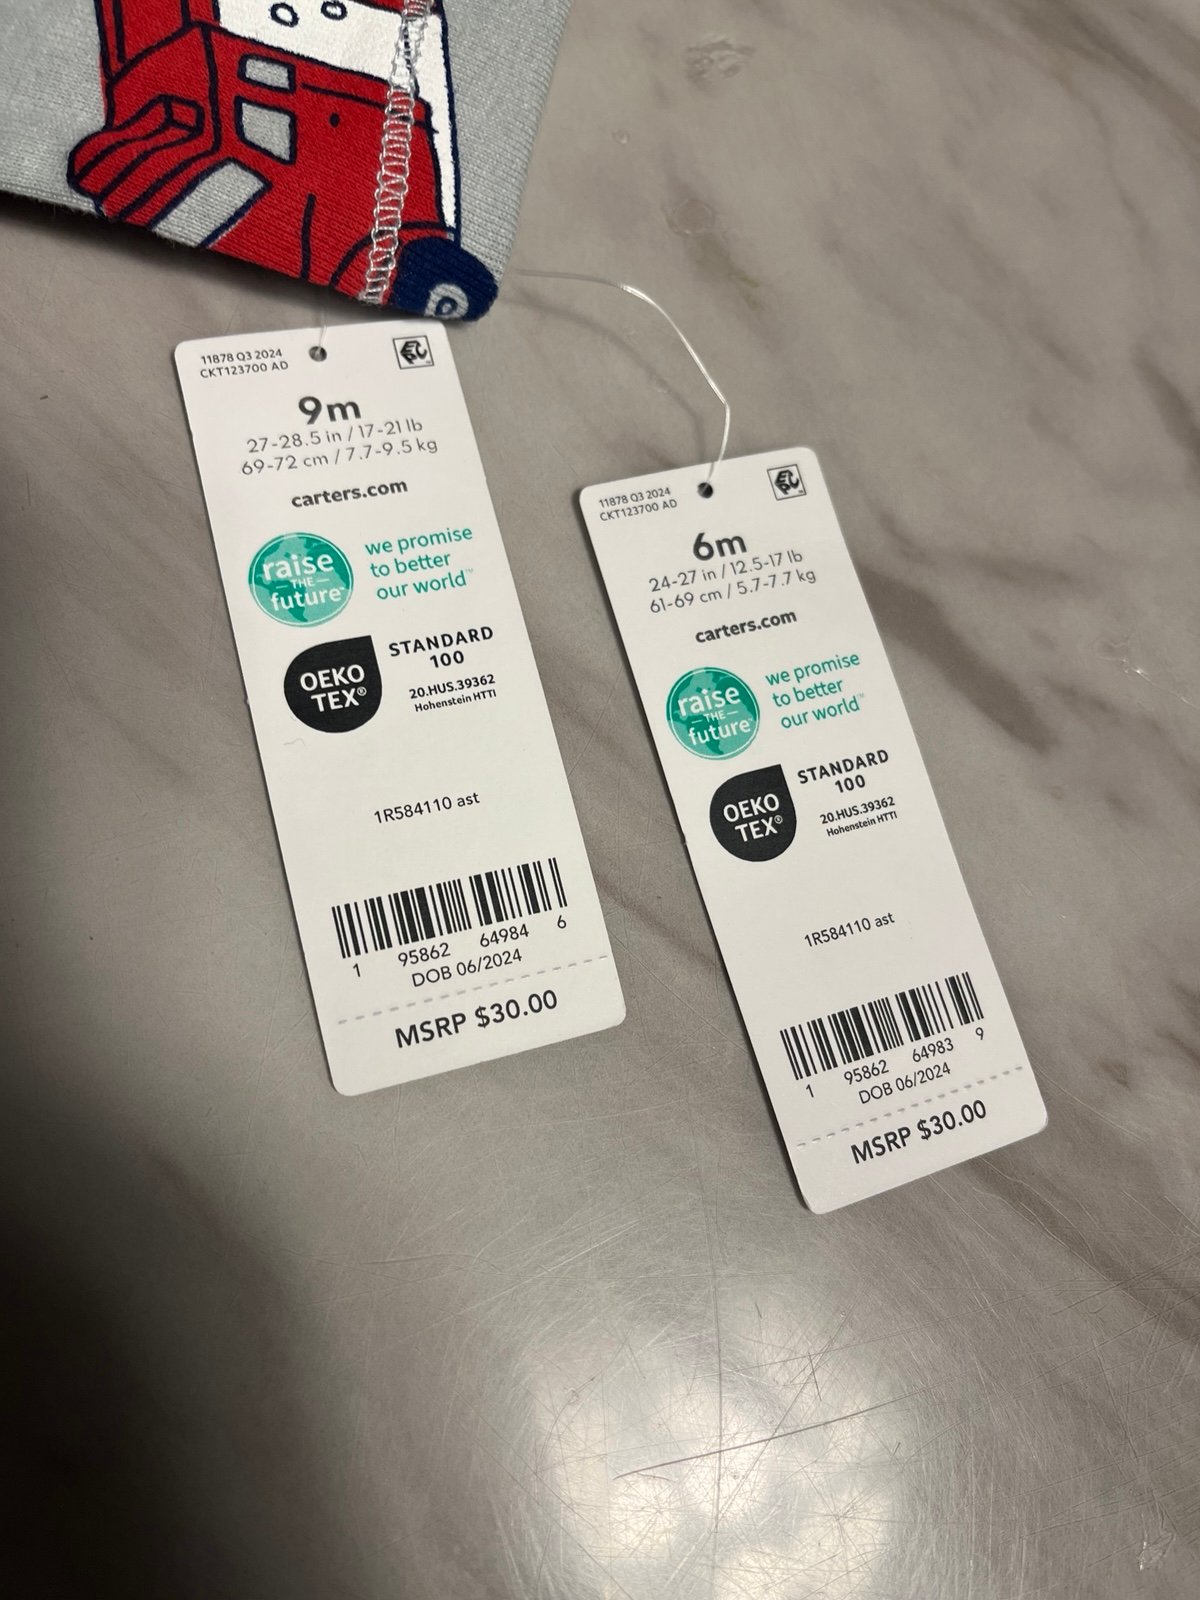 11878 Q3 2024
CKT123700 AD
9m
27-28.5 in / 17-21 lb
69-72 cm / 7.7-9.5 kg
carters.com
raise
THE
future™
we promise
to better
our world™
OEKO
TEX®
STANDARD
100
20.HUS.39362
Hohenstein HTTI
1R584110 ast
1 95862 64984 6
DOB 06/2024
MSRP $30.00
11878 Q3 2024
CKT123700 AD
6m
24-27 in / 12.5-17 lb
61-69 cm / 5.7-7.7 kg
carters.com
raise
THE
future™
we promise
to better
our world™
OEKO
TEX®
STANDARD
100
20.HUS.39362
Hohenstein HTTI
1R584110 ast
1 95862 64983 9
DOB 06/2024
MSRP $30.00